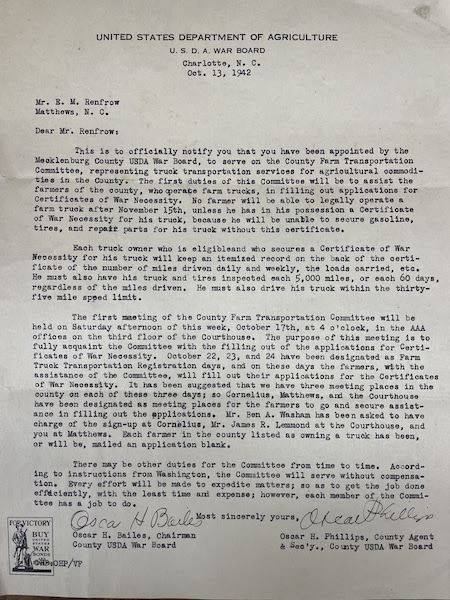 UNITED STATES DEPARTMENT OF AGRICULTURE
U. S. D. A. WAR BOARD
Charlotte, N. C.
Oct. 13, 1942
Mr. E. M. Renfrow
Matthews, N. C.
Dear Mr. Renfrow:
This is to officially notify you that you have been appointed by the
Mecklenburg County USDA War Board, to serve on the County Farm Transportation
Committee, representing truck transportation services for agricultural commodi-
ties in the County. The first duties of this Committee will be to assist the
farmers of the county, who operate farm trucks, in filling out applications for
Certificates of War Necessity. No farmer will be able to legally operate a
farm truck after November 15th, unless he has in his possession a Certificate
of War Necessity for his truck, because he will be unable to secure gasoline,
tires, and repair parts for his truck without this certificate.
Each truck owner who is eligibleand who secures a Certificate of War
Necessity for his truck will keep an itemized record on the back of the certi-
ficate of the number of miles driven daily and weekly, the loads carried, etc.
He must also have his truck and tires inspected each 5,000 miles, or each 60 days,
regardless of the miles driven. He must also drive his truck within the thirty-
five mile speed limit.
The first meeting of the County Farm Transportation Committee will be
held on Saturday afternoon of this week, October 17th, at 4 o'clock, in the AAA
offices on the third floor of the Courthouse. The purpose of this meeting is to
fully acquaint the Committee with the filling out of the applications for Certi-
ficates of War Necessity. October 22, 23, and 24 have been designated as Farm
Truck Transportation Registration days, and on these days the farmers, with the
assistance of the Committee, will fill out their applications for the Certificates
of War Necessity. It has been suggested that we have three meeting places in the
county on each of these three days; so Cornelius, Matthews, and the Courthouse
have been designated as meeting places for the farmers to go and secure assist-
ance in filling out the applications. Mr. Ben A. Washam has been asked to have
charge of the sign-up at Cornelius, Mr. James R. Lemmond at the Courthouse, and
you at Matthews. Each farmer in the county listed as owning a truck has been,
or will be, mailed an application blank.
There may be other duties for the Committee from time to time. Accord-
ing to instructions from Washington, the Committee will serve without compensa-
tion. Every effort will be made to expedite matters; so as to get the job done
efficiently, with the least time and expense; however, each member of the Commit-
tee has a job to do.
Most sincerely yours,
Oscar H Bailes
Oscar Phillips
Oscar H. Bailes, Chairman
County USDA War Board
Oscar H. Phillips, County Agent
& Sec'y., County USDA War Board
FOR VICTORY
BUY
UNITED
STATES
WAR
BONDS
OHP/VF